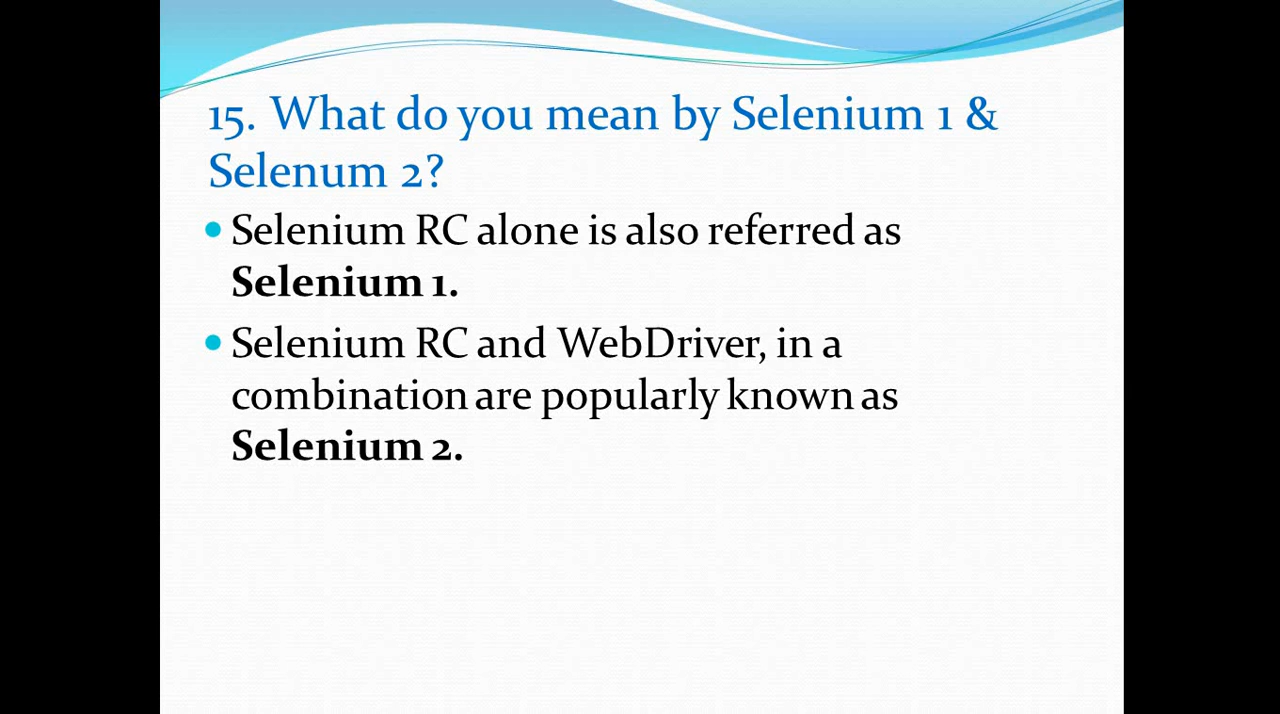 15. What do you mean by Selenium 1 &
Selenum 2?
• Selenium RC alone is also referred as
Selenium 1.
• Selenium RC and WebDriver, in a
combination are popularly known as
Selenium 2.